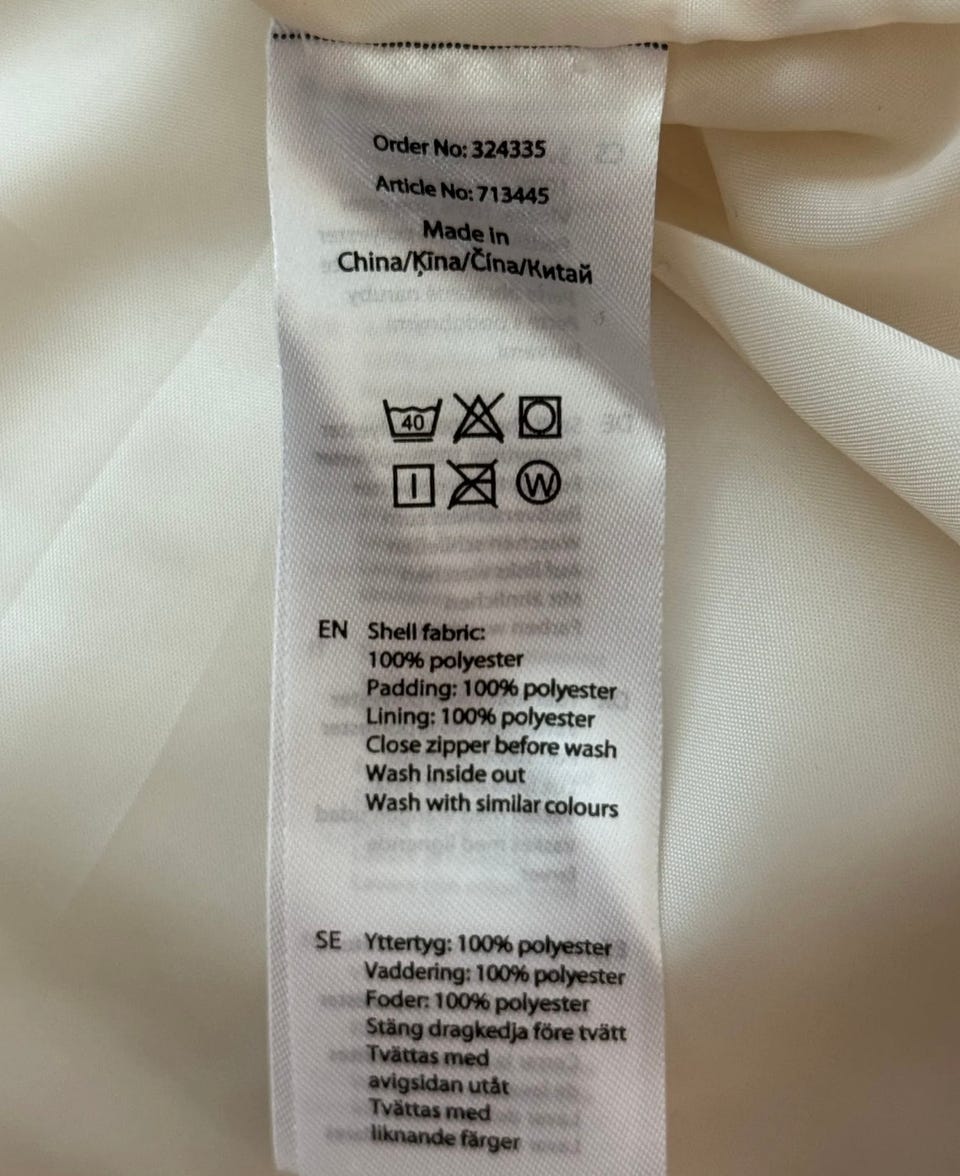 Order No: 324335
Article No: 713445
Made in
China/Ķīna/Čína/Китай
40
W
EN Shell fabric:
100% polyester
Padding: 100% polyester
Lining: 100% polyester
Close zipper before wash
Wash inside out
Wash with similar colours
SE Yttertyg: 100% polyester
Vaddering: 100% polyester
Foder: 100% polyester
Stäng dragkedja före tvätt
Tvättas med
avigsidan utåt
Tvättas med
liknande färger